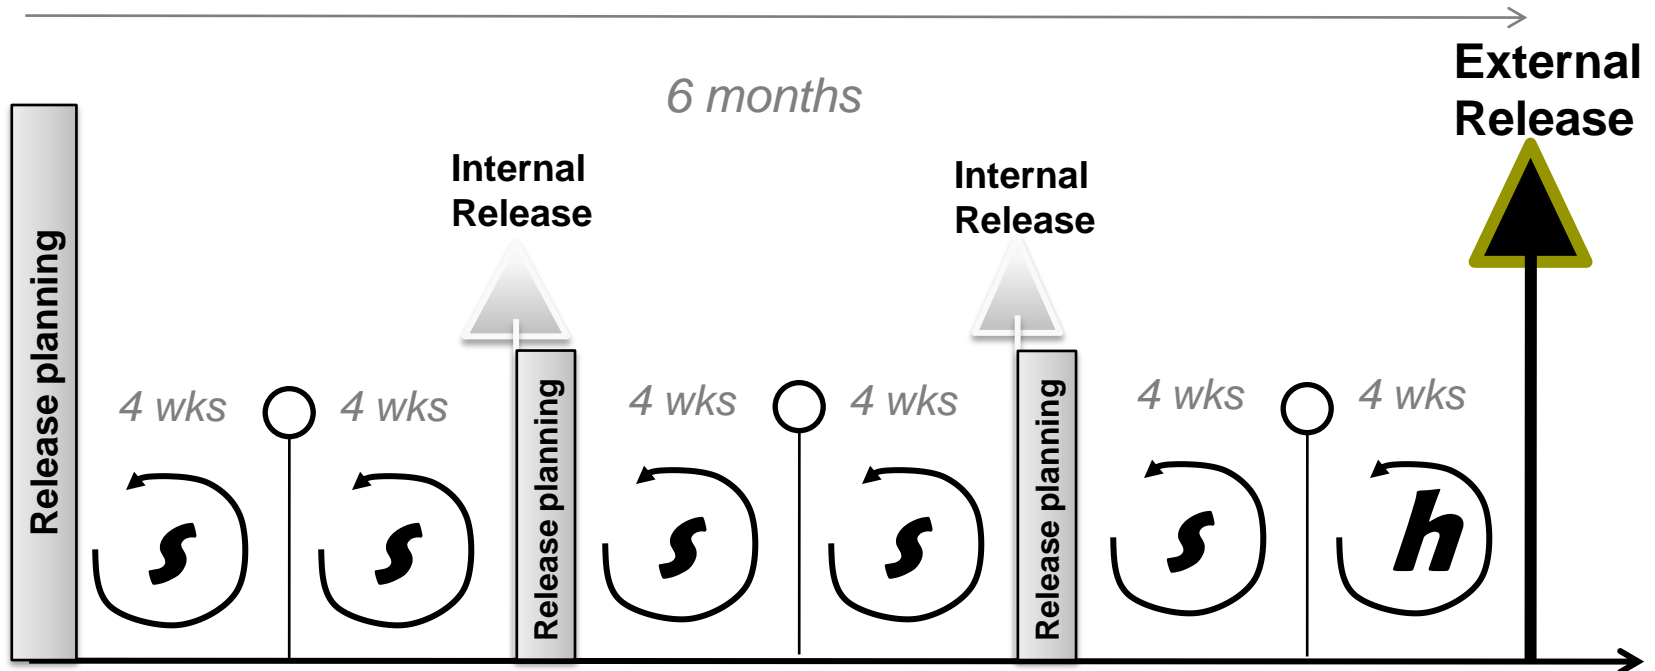 6 months
External
Release
Internal
Release
Internal
Release
Release planning
4 wks
4 wks
Release planning
4 wks
4 wks
Release planning
4 wks
4 wks
s
s
s
s
s
h